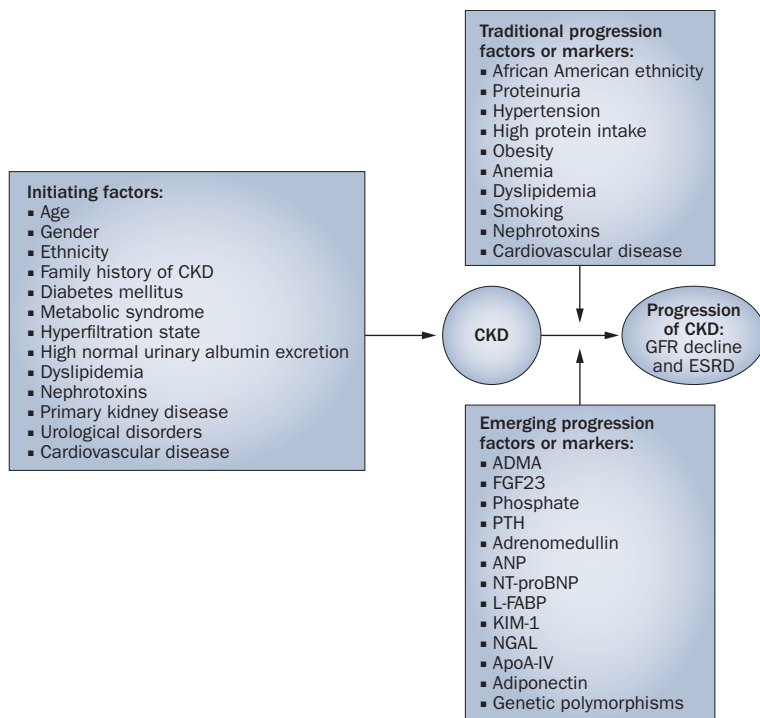 Traditional progression
factors or markers:
▪ African American ethnicity
▪ Proteinuria
▪ Hypertension
▪ High protein intake
▪ Obesity
▪ Anemia
▪ Dyslipidemia
▪ Smoking
▪ Nephrotoxins
▪ Cardiovascular disease
Initiating factors:
▪ Age
▪ Gender
▪ Ethnicity
▪ Family history of CKD
▪ Diabetes mellitus
▪ Metabolic syndrome
▪ Hyperfiltration state
▪ High normal urinary albumin excretion
▪ Dyslipidemia
▪ Nephrotoxins
▪ Primary kidney disease
▪ Urological disorders
▪ Cardiovascular disease
CKD
Progression
of CKD:
GFR decline
and ESRD
Emerging progression
factors or markers:
▪ ADMA
▪ FGF23
▪ Phosphate
▪ PTH
▪ Adrenomedullin
▪ ANP
▪ NT-proBNP
▪ L-FABP
▪ KIM-1
▪ NGAL
▪ ApoA-IV
▪ Adiponectin
▪ Genetic polymorphisms